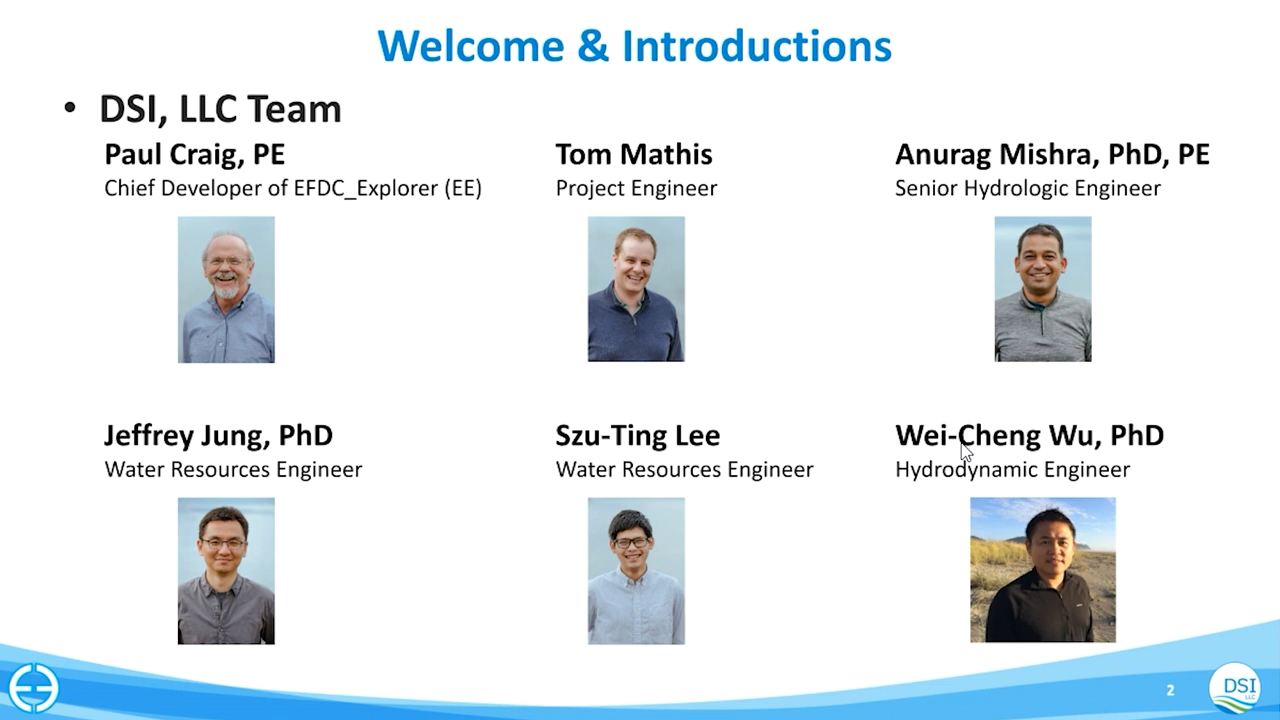 Welcome & Introductions
• DSI, LLC Team
Paul Craig, PE
Chief Developer of EFDC_Explorer (EE)
Tom Mathis
Project Engineer
Anurag Mishra, PhD, PE
Senior Hydrologic Engineer
Jeffrey Jung, PhD
Water Resources Engineer
Szu-Ting Lee
Water Resources Engineer
Wei-Cheng Wu, PhD
Hydrodynamic Engineer
2
DSI
LLC